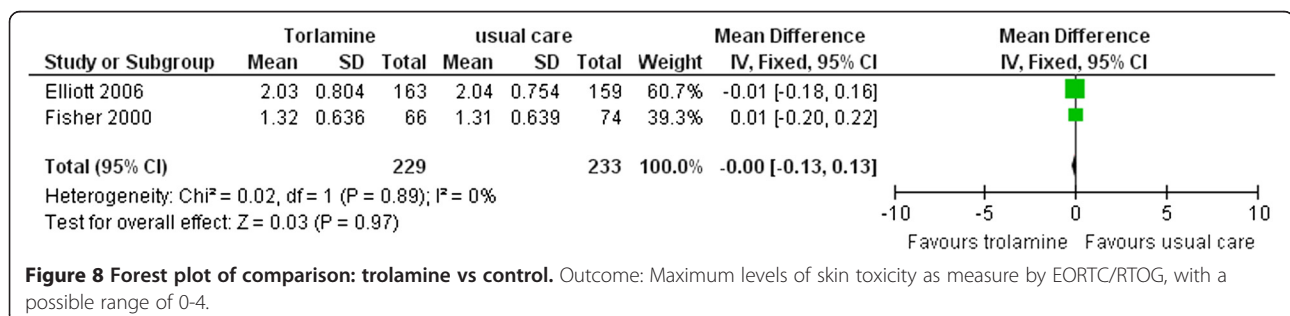 Torlamine usual care Mean Difference Mean Difference
Study or Subgroup Mean SD Total Mean SD Total Weight IV, Fixed, 95% CI IV, Fixed, 95% CI
Elliott 2006 2.03 0.804 163 2.04 0.754 159 60.7% -0.01 [-0.18, 0.16]
Fisher 2000 1.32 0.636 66 1.31 0.639 74 39.3% 0.01 [-0.20, 0.22]
Total (95% CI) 229 233 100.0% -0.00 [-0.13, 0.13]
Heterogeneity: Chi² = 0.02, df = 1 (P = 0.89); I² = 0%
Test for overall effect: Z = 0.03 (P = 0.97)
-10 -5 0 5 10
Favours trolamine Favours usual care
Figure 8 Forest plot of comparison: trolamine vs control. Outcome: Maximum levels of skin toxicity as measure by EORTC/RTOG, with a
possible range of 0-4.